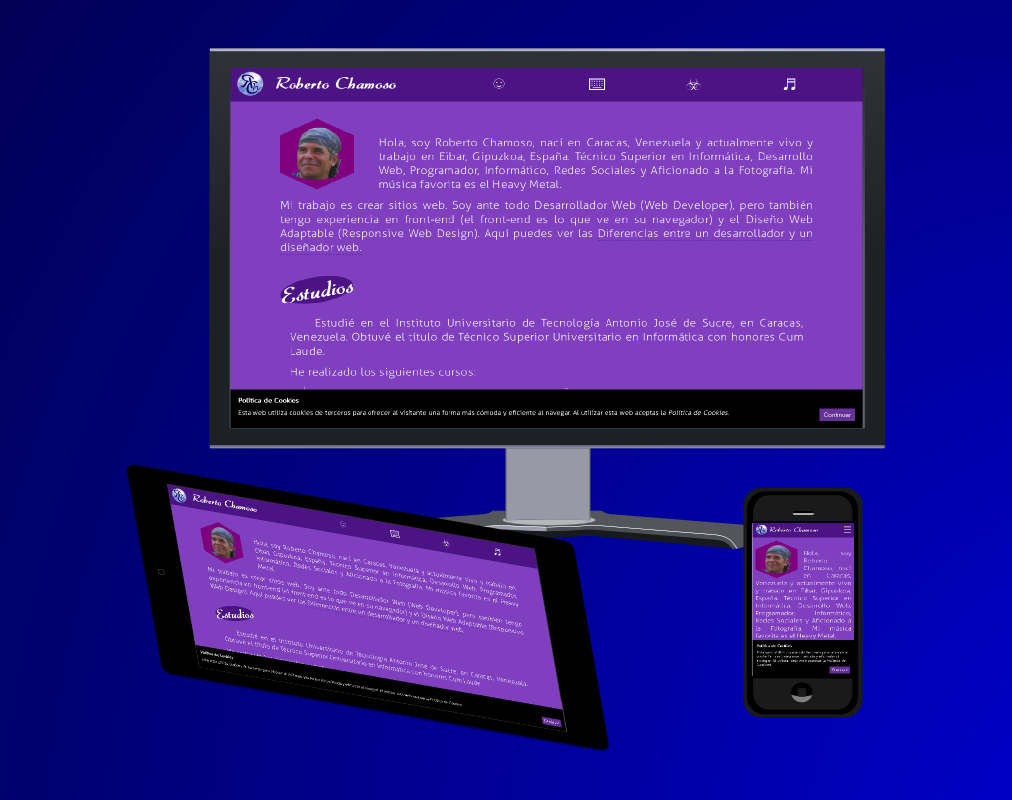 Roberto Chamoso
Hola, soy Roberto Chamoso, nací en Caracas, Venezuela y actualmente vivo y
trabajo en Eibar, Gipuzkoa, España. Técnico Superior en Informática, Desarrollo
Web, Programador, Informático, Redes Sociales y Aficionado a la Fotografía. Mi
música favorita es el Heavy Metal.
Mi trabajo es crear sitios web. Soy ante todo Desarrollador Web (Web Developer), pero también
tengo experiencia en front-end (el front-end es lo que ve en su navegador) y el Diseño Web
Adaptable (Responsive Web Design). Aquí puedes ver las Diferencias entre un desarrollador y un
diseñador web.
Estudios
Estudié en el Instituto Universitario de Tecnología Antonio José de Sucre, en Caracas,
Venezuela. Obtuvé el titulo de Técnico Superior Universitario en Informática con honores Cum
Laude.
He realizado los siguientes cursos:
Política de Cookies
Esta web utiliza cookies de terceros para ofrecer al visitante una forma más cómoda y eficiente al navegar. Al utilizar esta web aceptas la Política de Cookies.
Continuar
Roberto Chamoso
Hola, soy Roberto Chamoso, nací en Caracas, Venezuela y actualmente vivo y trabajo en
Eibar, Gipuzkoa, España. Técnico Superior en Informática, Desarrollo Web, Programador,
Informático, Redes Sociales y Aficionado a la Fotografía. Mi música favorita es el Heavy
Metal.
Mi trabajo es crear sitios web. Soy ante todo Desarrollador Web (Web Developer), pero también tengo
experiencia en front-end (el front-end es lo que ve en su navegador) y el Diseño Web Adaptable (Responsive
Web Design). Aquí puedes ver las Diferencias entre un desarrollador y un diseñador web.
Estudios
Estudié en el Instituto Universitario de Tecnología Antonio José de Sucre, en Caracas, Venezuela.
Obtuvé el titulo de Técnico Superior Universitario en Informática con honores Cum Laude.
Política de Cookies
Roberto Chamoso
Hola, soy
Roberto
Chamoso, nací
en Caracas,
Venezuela y actualmente vivo
y trabajo en Eibar, Gipuzkoa,
España. Técnico Superior en
Informática, Desarrollo Web,
Programador, Informático,
Redes Sociales y Aficionado a
la Fotografía. Mi música
favorita es el Heavy Metal.
Política de Cookies